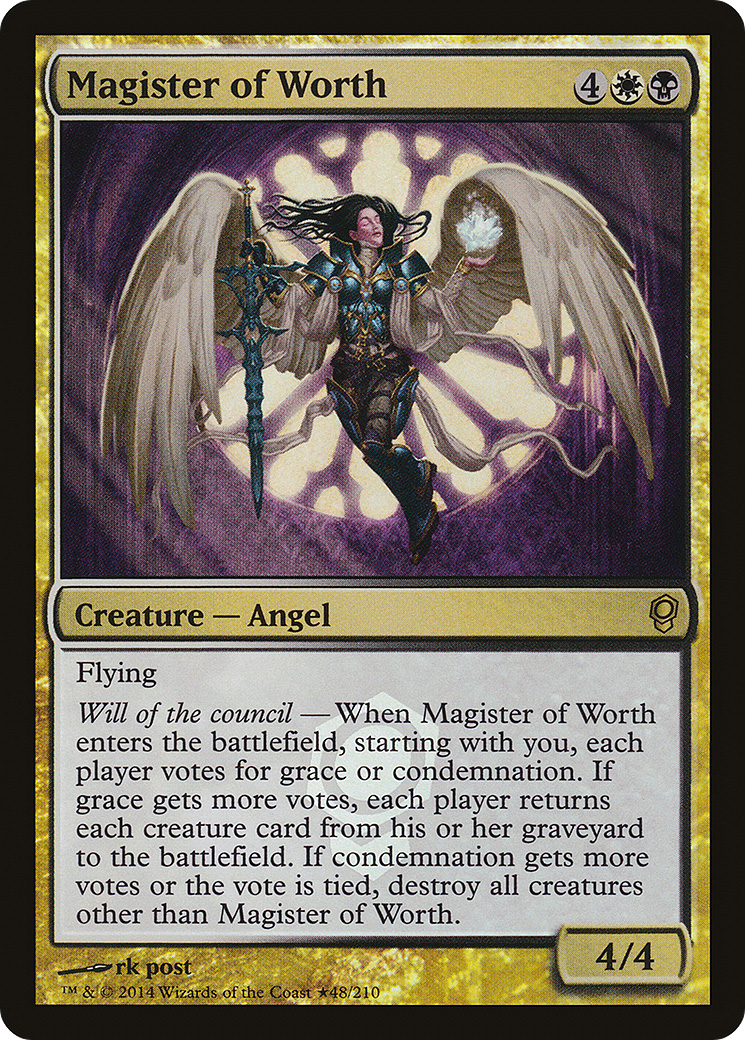 Magister of Worth 4
Creature — Angel
Flying
Will of the council — When Magister of Worth
enters the battlefield, starting with you, each
player votes for grace or condemnation. If
grace gets more votes, each player returns
each creature card from his or her graveyard
to the battlefield. If condemnation gets more
votes or the vote is tied, destroy all creatures
other than Magister of Worth.
4/4
rk post
™ & © 2014 Wizards of the Coast ★48/210